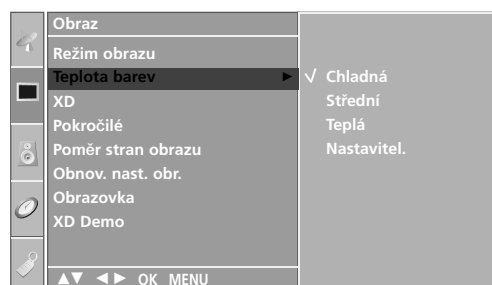 Obraz
Režim obrazu
Teplota barev ►
XD
Pokročilé
Poměr stran obrazu
Obnov. nast. obr.
Obrazovka
XD Demo
▲▼ ◄► OK MENU
√ Chladná
Střední
Teplá
Nastavitel.